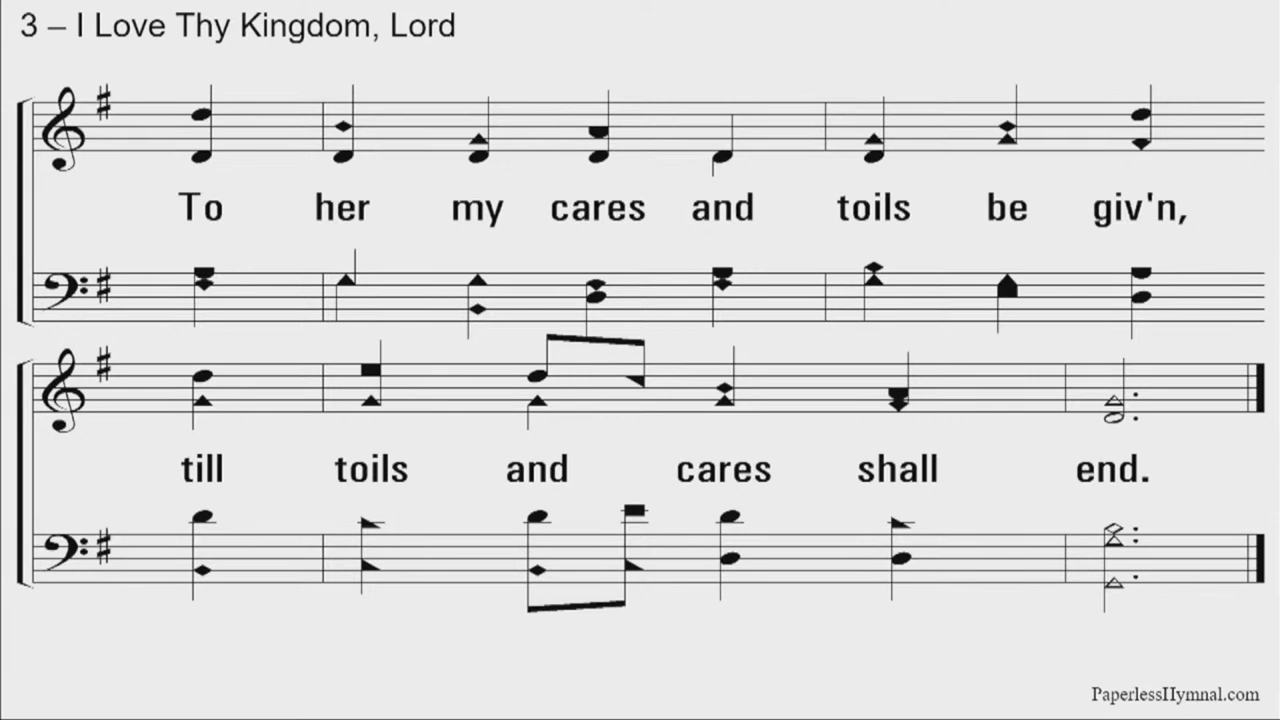 3 – I Love Thy Kingdom, Lord
To her my cares and toils be giv'n,
till toils and cares shall end.
PaperlessHymnal.com